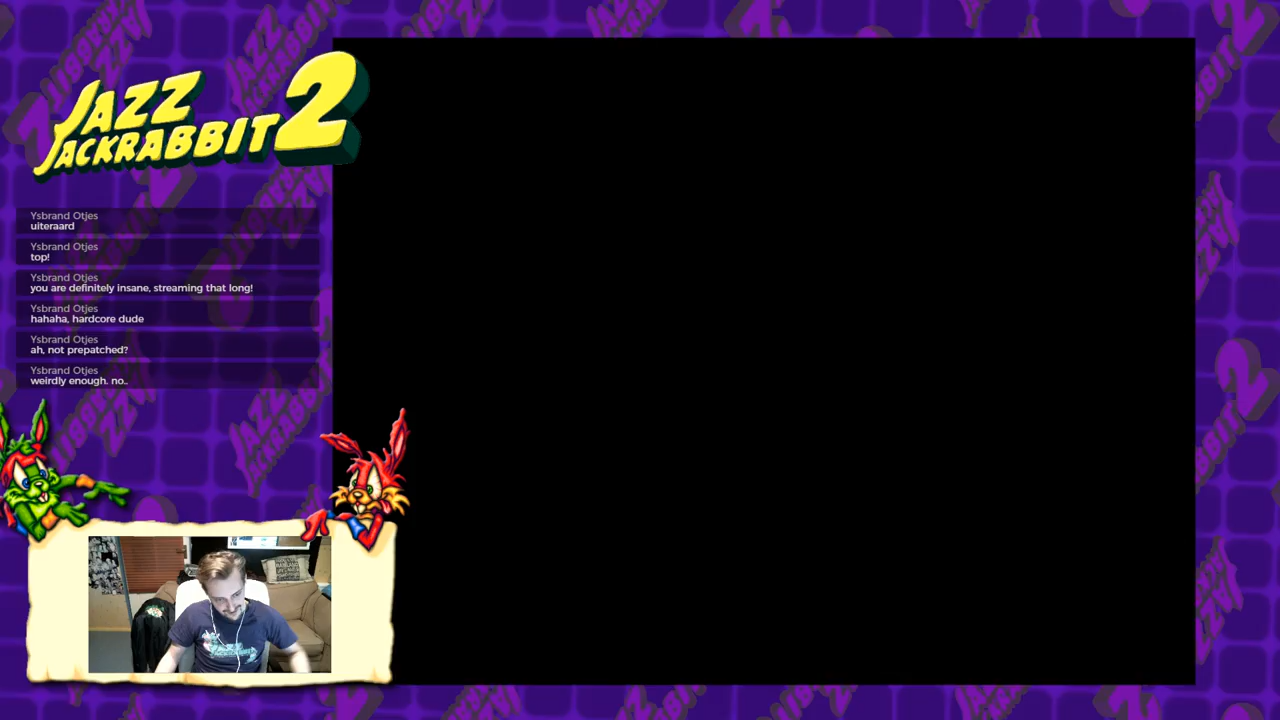 JAZZ
JACKRABBIT 2
Ysbrand Otjes
uiteraard
Ysbrand Otjes
top!
Ysbrand Otjes
you are definitely insane, streaming that long!
Ysbrand Otjes
hahaha, hardcore dude
Ysbrand Otjes
ah, not prepatched?
Ysbrand Otjes
weirdly enough. no..